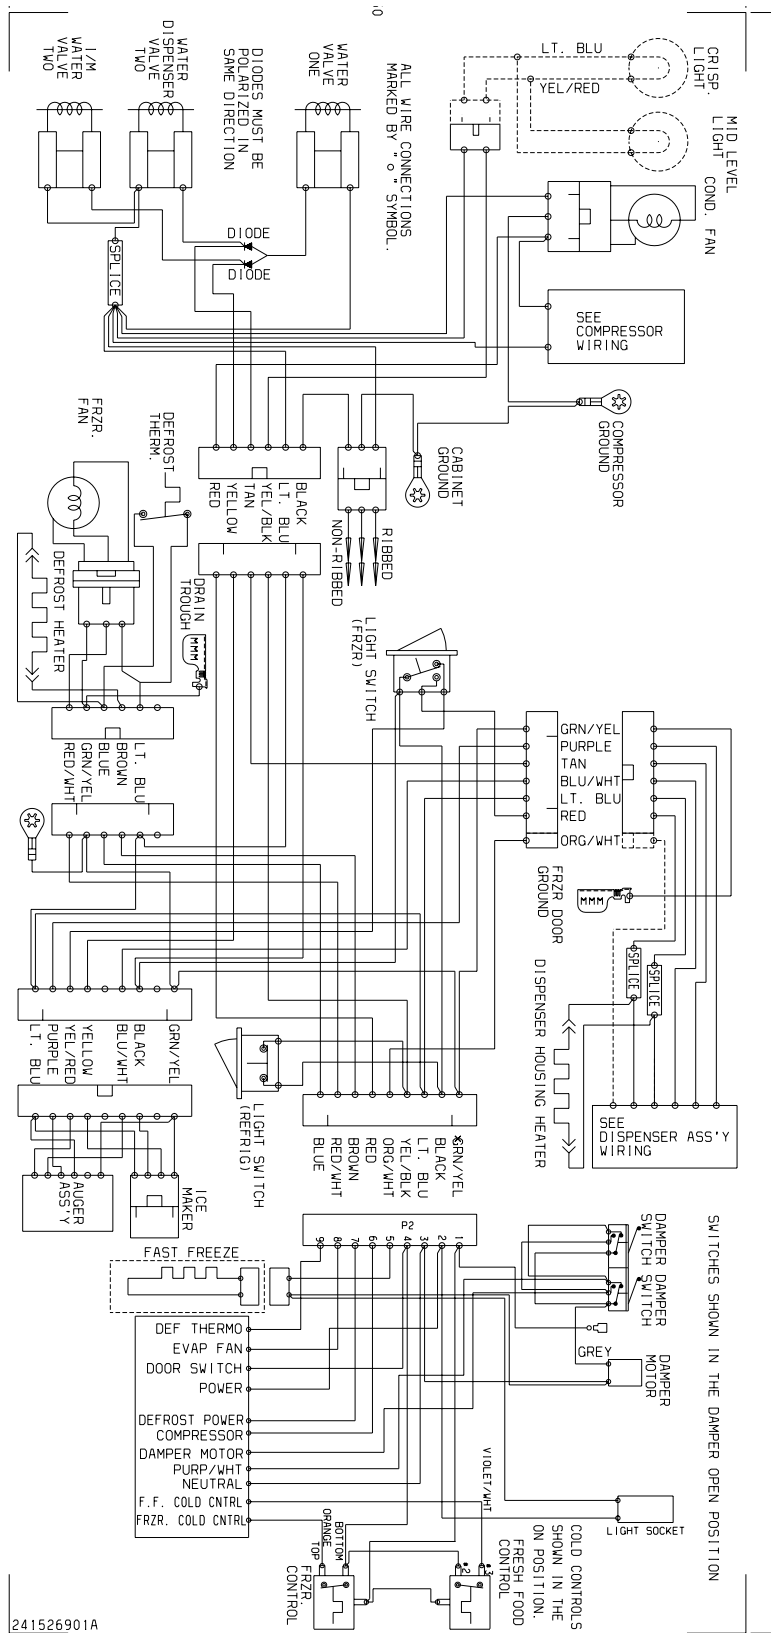 I/M
WATER
VALVE
TWO
WATER
DISPENSER
VALVE
TWO
DIODES MUST BE
POLARIZED IN
SAME DIRECTION
WATER
VALVE
ONE
ALL WIRE CONNECTIONS
MARKED BY " o "
SYMBOL.
LT. BLU
YEL/RED
CRISP.
LIGHT
MID LEVEL
LIGHT
COND. FAN
DIODE
DIODE
SPLICE
SEE
COMPRESSOR
WIRING
COMPRESSOR
GROUND
CABINET
GROUND
FRZR.
FAN
DEFROST
THERM.
RED
YELLOW
TAN
YEL/BLK
LT. BLU
BLACK
NON-RIBBED
RIBBED
DEFROST HEATER
DRAIN
TROUGH
LIGHT SWITCH
(FRZR)
RED/WHT
GRN/YEL
BLUE
BROWN
LT. BLU
GRN/YEL
PURPLE
TAN
BLU/WHT
LT. BLU
RED
ORG/WHT
FRZR DOOR
GROUND
SPLICE
SPLICE
DISPENSER HOUSING HEATER
LT. BLU
PURPLE
YEL/RED
YELLOW
BLU/WHT
BLACK
GRN/YEL
LIGHT SWITCH
(REFRIG)
BLUE
RED/WHT
BROWN
RED
ORG/WHT
YEL/BLK
LT. BLU
BLACK
GRN/YEL
SEE
DISPENSER ASS'Y
WIRING
AUGER
ASS'Y
ICE
MAKER
P2
9 8 7 6 5 4 3 2 1
FAST FREEZE
DAMPER
SWITCH
DAMPER
SWITCH
SWITCHES SHOWN IN THE DAMPER OPEN POSITION
GREY
DAMPER
MOTOR
DEF THERMO
EVAP FAN
DOOR SWITCH
POWER
DEFROST POWER
COMPRESSOR
DAMPER MOTOR
PURP/WHT
NEUTRAL
F.F. COLD CNTRL
FRZR. COLD CNTRL
VIOLET/WHT
LIGHT SOCKET
ORANGE
TOP
BOTTOM
FRZR.
CONTROL
FRESH FOOD
CONTROL
COLD CONTROLS
SHOWN IN THE
ON POSITION.
241526901A